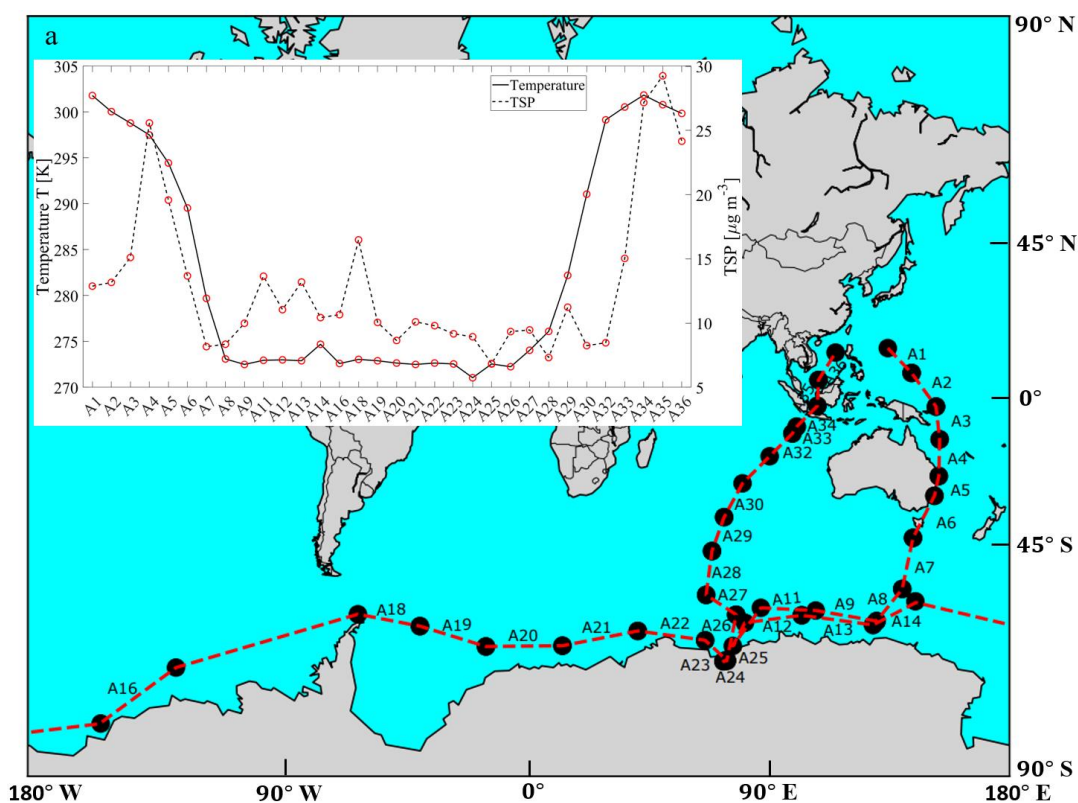 90° N
a
305
300
295
290
285
280
275
270
Temperature T [K]
Temperature
TSP
30
25
20
15
10
5
TSP [μg m⁻³]
A1
A2
A3
A4
A5
A6
A7
A8
A9
A11
A12
A13
A14
A16
A18
A19
A20
A21
A22
A23
A24
A25
A26
A27
A28
A29
A30
A32
A33
A34
A35
A36
45° N
0°
45° S
90° S
A1
A2
A3
A4
A5
A6
A7
A8
A14
A9
A13
A11
A12
A36
A34
A33
A32
A30
A29
A28
A27
A26
A25
A24
A23
A22
A21
A20
A19
A18
A16
180° W
90° W
0°
90° E
180° E